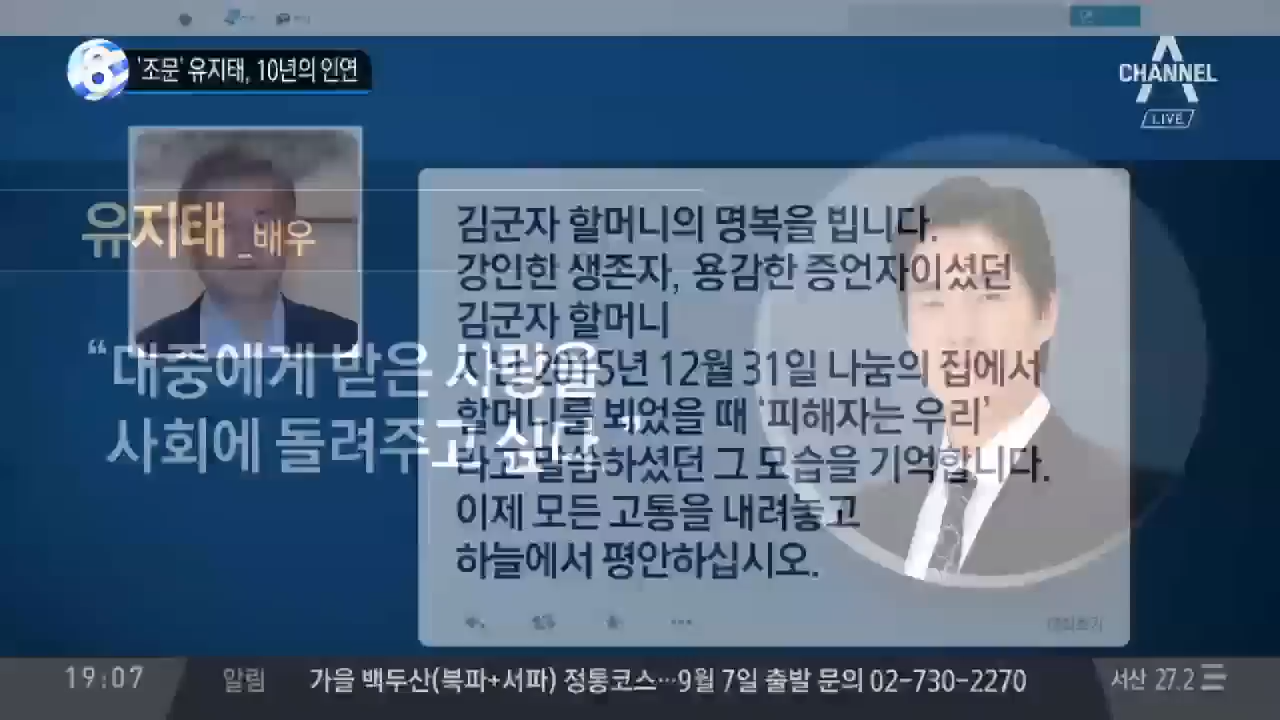 '조문' 유지태, 10년의 인연
CHANNEL A
LIVE
유지태 _배우
"대중에게 받은 사랑을
사회에 돌려주고 싶다"
김군자 할머니의 명복을 빕니다.
강인한 생존자, 용감한 증언자이셨던
김군자 할머니
지난 2015년 12월 31일 나눔의 집에서
할머니를 뵈었을 때 '피해자는 우리'
라고 말씀하셨던 그 모습을 기억합니다.
이제 모든 고통을 내려놓고
하늘에서 평안하십시오.
19:07 알림 가을 백두산(북파+서파) 정통코스…9월 7일 출발 문의 02-730-2270 서산 27.2